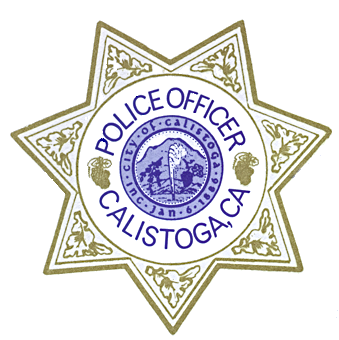 POLICE OFFICER
CITY OF CALISTOGA
INC. JAN. 6, 1886
CALISTOGA, CA